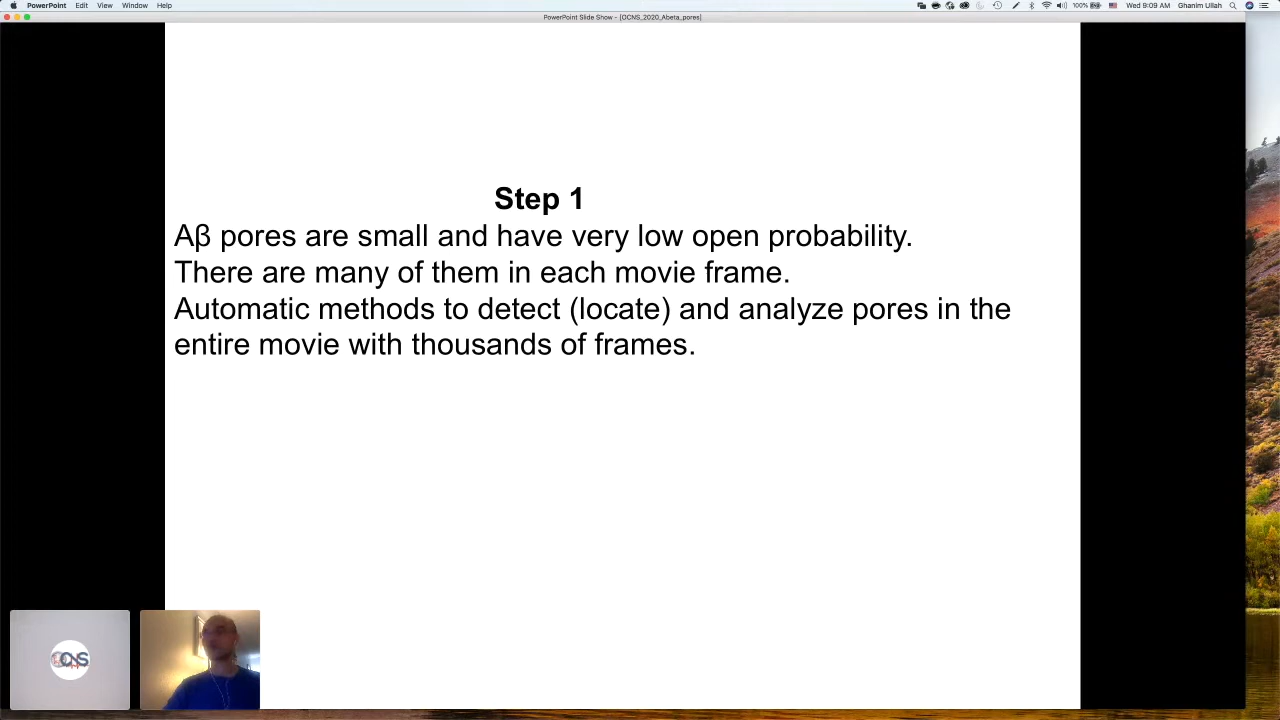 PowerPoint Edit View Window Help 100% Wed 9:09 AM Ghanim Ullah
PowerPoint Slide Show - [OCNS_2020_Abeta_pores]
Step 1
Aβ pores are small and have very low open probability.
There are many of them in each movie frame.
Automatic methods to detect (locate) and analyze pores in the
entire movie with thousands of frames.